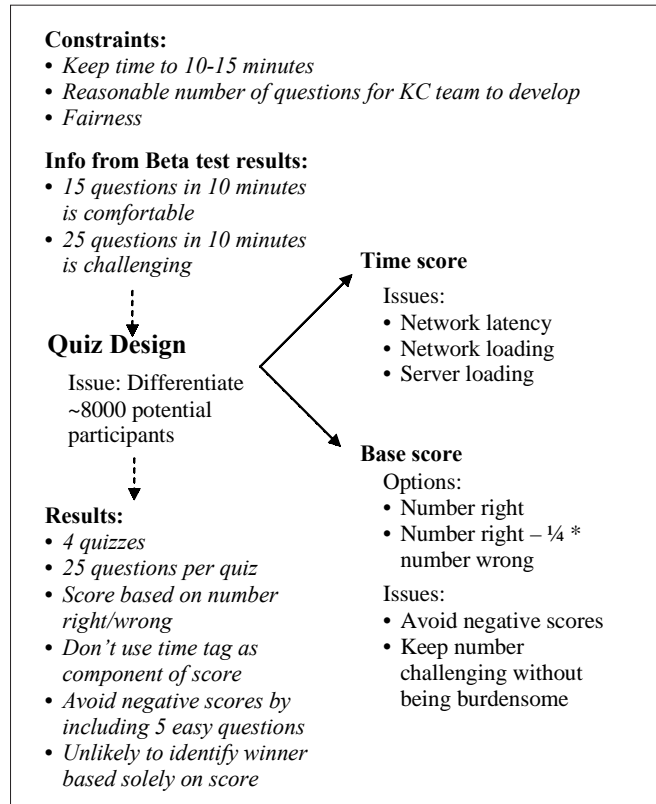 Constraints:
• Keep time to 10-15 minutes
• Reasonable number of questions for KC team to develop
• Fairness
Info from Beta test results:
• 15 questions in 10 minutes
is comfortable
• 25 questions in 10 minutes
is challenging
Quiz Design
Issue: Differentiate
~8000 potential
participants
Time score
Issues:
• Network latency
• Network loading
• Server loading
Base score
Options:
• Number right
• Number right – ¼ *
number wrong
Issues:
• Avoid negative scores
• Keep number
challenging without
being burdensome
Results:
• 4 quizzes
• 25 questions per quiz
• Score based on number
right/wrong
• Don’t use time tag as
component of score
• Avoid negative scores by
including 5 easy questions
• Unlikely to identify winner
based solely on score